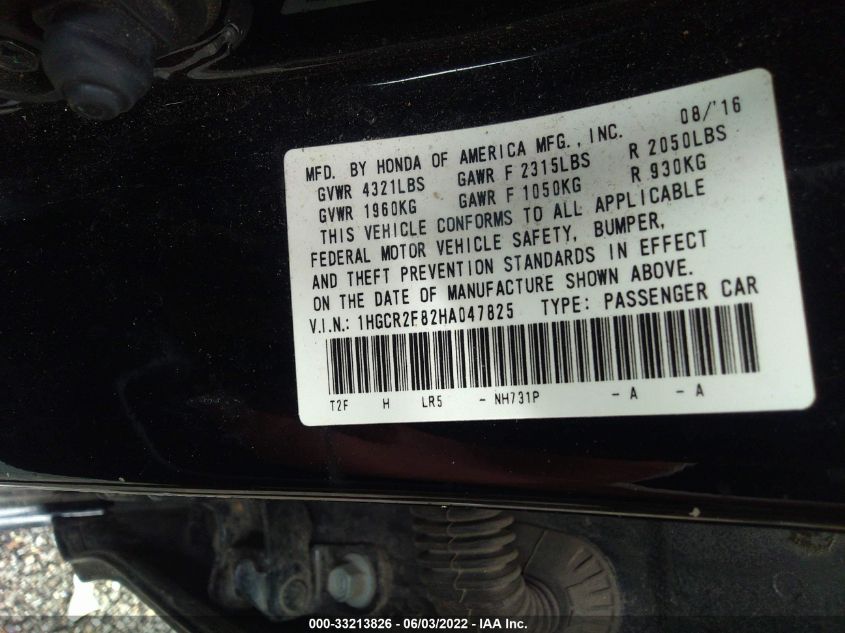 MFD. BY HONDA OF AMERICA MFG., INC. 08/'16
GVWR 4321LBS GAWR F 2315LBS R 2050LBS
GVWR 1960KG GAWR F 1050KG R 930KG
THIS VEHICLE CONFORMS TO ALL APPLICABLE
FEDERAL MOTOR VEHICLE SAFETY, BUMPER,
AND THEFT PREVENTION STANDARDS IN EFFECT
ON THE DATE OF MANUFACTURE SHOWN ABOVE.
V.I.N.: 1HGCR2F82HA047825 TYPE: PASSENGER CAR
T2F H LR5 - NH731P - A - A
000-33213826 - 06/03/2022 - IAA Inc.